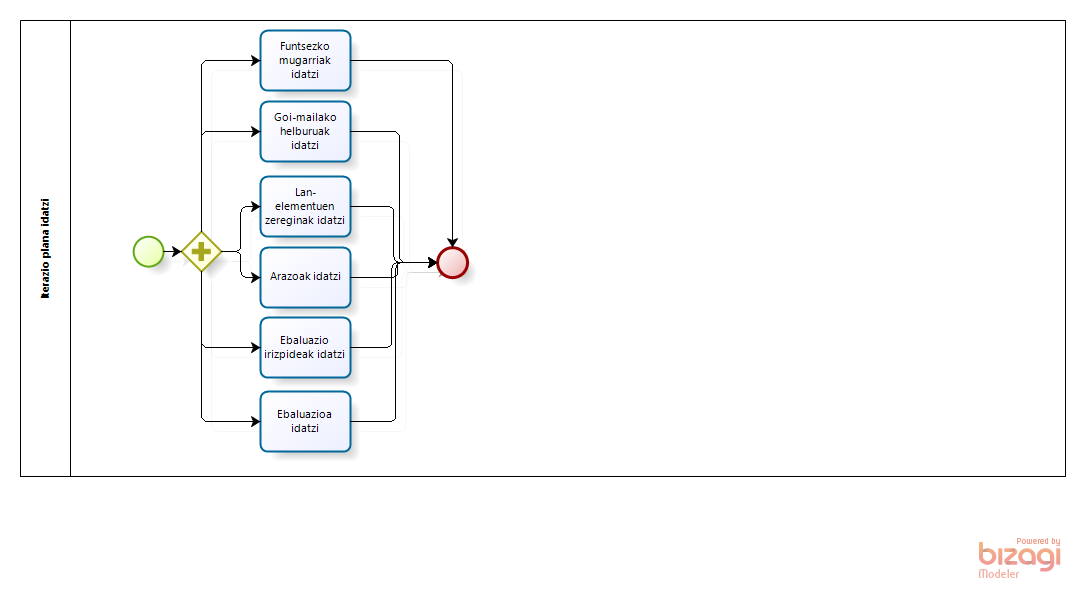 Iterazio plana idatzi
Funtsezko
mugarriak
idatzi
Goi-mailako
helburuak
idatzi
Lan-
elementuen
zereginak idatzi
Arazoak idatzi
Ebaluazio
irizpideak idatzi
Ebaluazioa
idatzi
Powered by
bizagi
Modeler